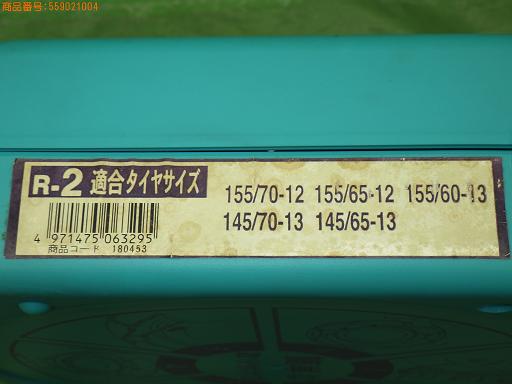 商品番号:559021004
R-2 適合タイヤサイズ
155/70-12 155/65-12 155/60-13
145/70-13 145/65-13
4 971475 063295
商品コード 180453